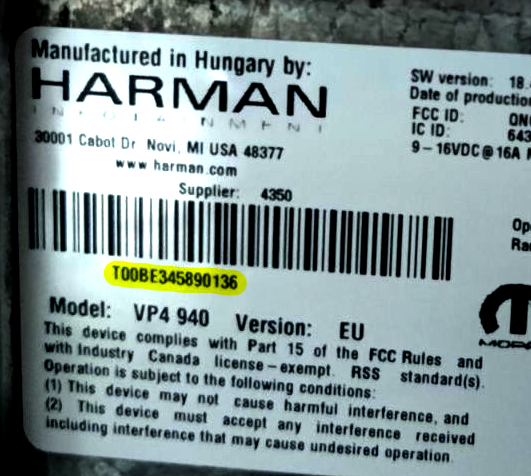 Manufactured in Hungary by:
HARMAN
30001 Cabot Dr Novi, MI USA 48377
www harman.com
Supplier: 4350
T00BE345890136
Model: VP4 940 Version: EU
This device complies with Part 15 of the FCC Rules and
with Industry Canada license-exempt. RSS standard(s).
Operation is subject to the following conditions:
(1) This device may not cause harmful interference, and
(2) This device must accept any interference received
including interference that may cause undesired operation.
SW version: 18.
Date of production
FCC ID:
IC ID: 643
9-16VDC@16A